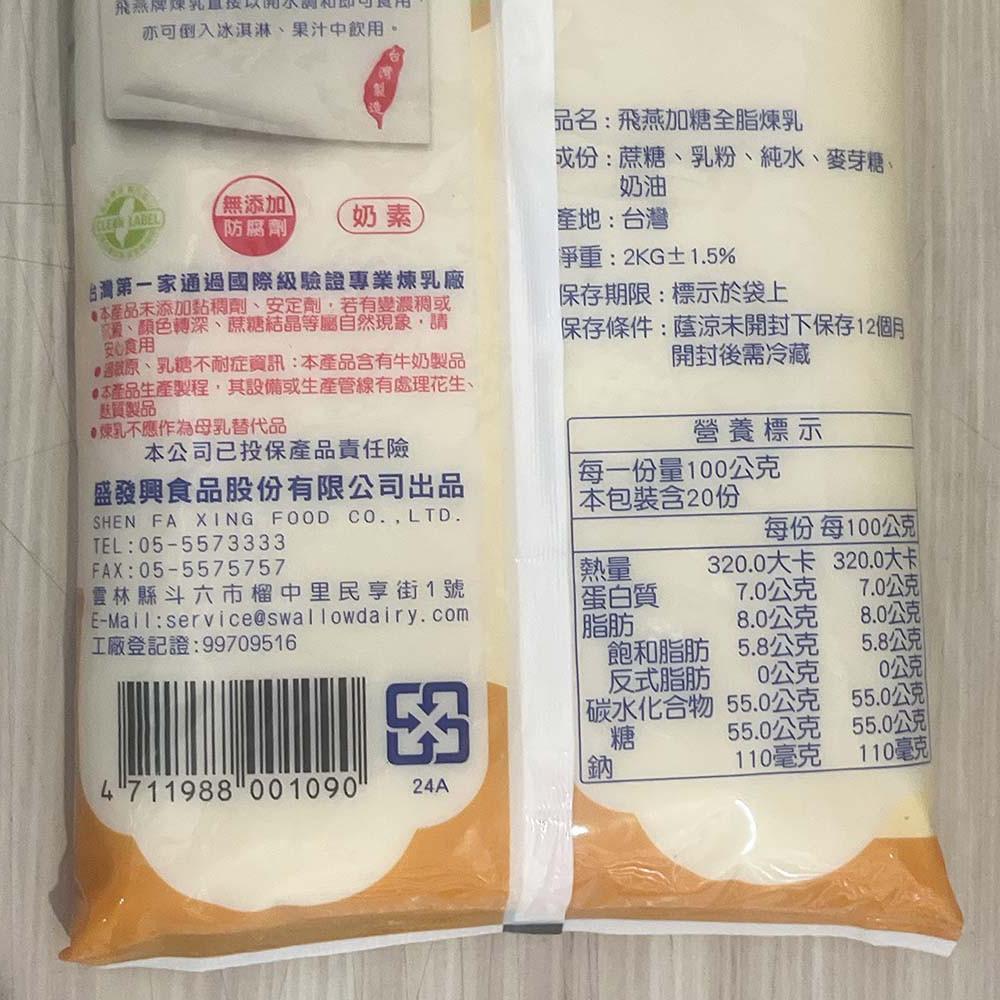 飛燕牌煉乳直接以開水調和即可食用，
亦可倒入冰淇淋、果汁中飲用。
台灣製造
CLEAN LABEL
無添加
防腐劑
奶素
台灣第一家通過國際級驗證專業煉乳廠
●本產品未添加黏稠劑、安定劑，若有變濃稠或
沉澱、顏色轉深、蔗糖結晶等屬自然現象，請
安心食用
●過敏原、乳糖不耐症資訊：本產品含有牛奶製品
●本產品生產製程，其設備或生產管線有處理花生、
麩質製品
●煉乳不應作為母乳替代品
本公司已投保產品責任險
盛發興食品股份有限公司出品
SHEN FA XING FOOD CO.,LTD.
TEL:05-5573333
FAX:05-5575757
雲林縣斗六市榴中里民享街1號
E-Mail:service@swallowdairy.com
工廠登記證:99709516
4 711988 001090
24A
品名：飛燕加糖全脂煉乳
成份：蔗糖、乳粉、純水、麥芽糖、
奶油
產地：台灣
淨重：2KG±1.5%
保存期限：標示於袋上
保存條件：蔭涼未開封下保存12個月
開封後需冷藏
營養標示
每一份量100公克
本包裝含20份
每份 每100公克
熱量 320.0大卡 320.0大卡
蛋白質 7.0公克 7.0公克
脂肪 8.0公克 8.0公克
飽和脂肪 5.8公克 5.8公克
反式脂肪 0公克 0公克
碳水化合物 55.0公克 55.0公克
糖 55.0公克 55.0公克
鈉 110毫克 110毫克